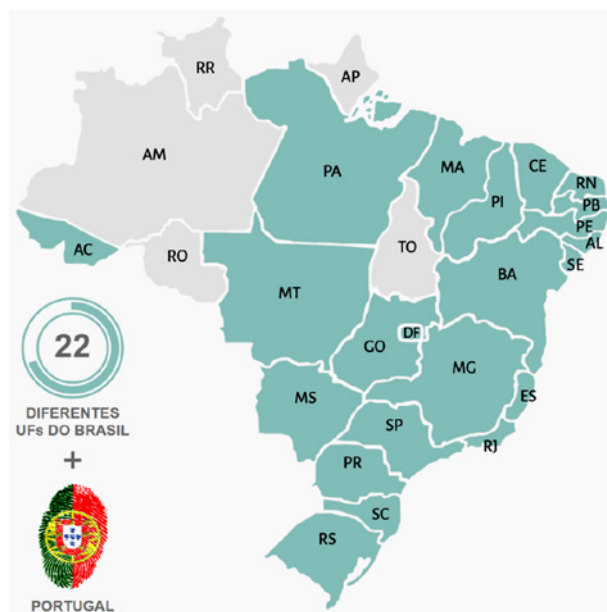 RR
AP
AM
PA
MA
CE
RN
PI
PB
PE
AL
AC
RO
TO
SE
BA
MT
DF
GO
MG
MS
ES
SP
RJ
PR
SC
RS
22
DIFERENTES
UFs DO BRASIL
+
PORTUGAL